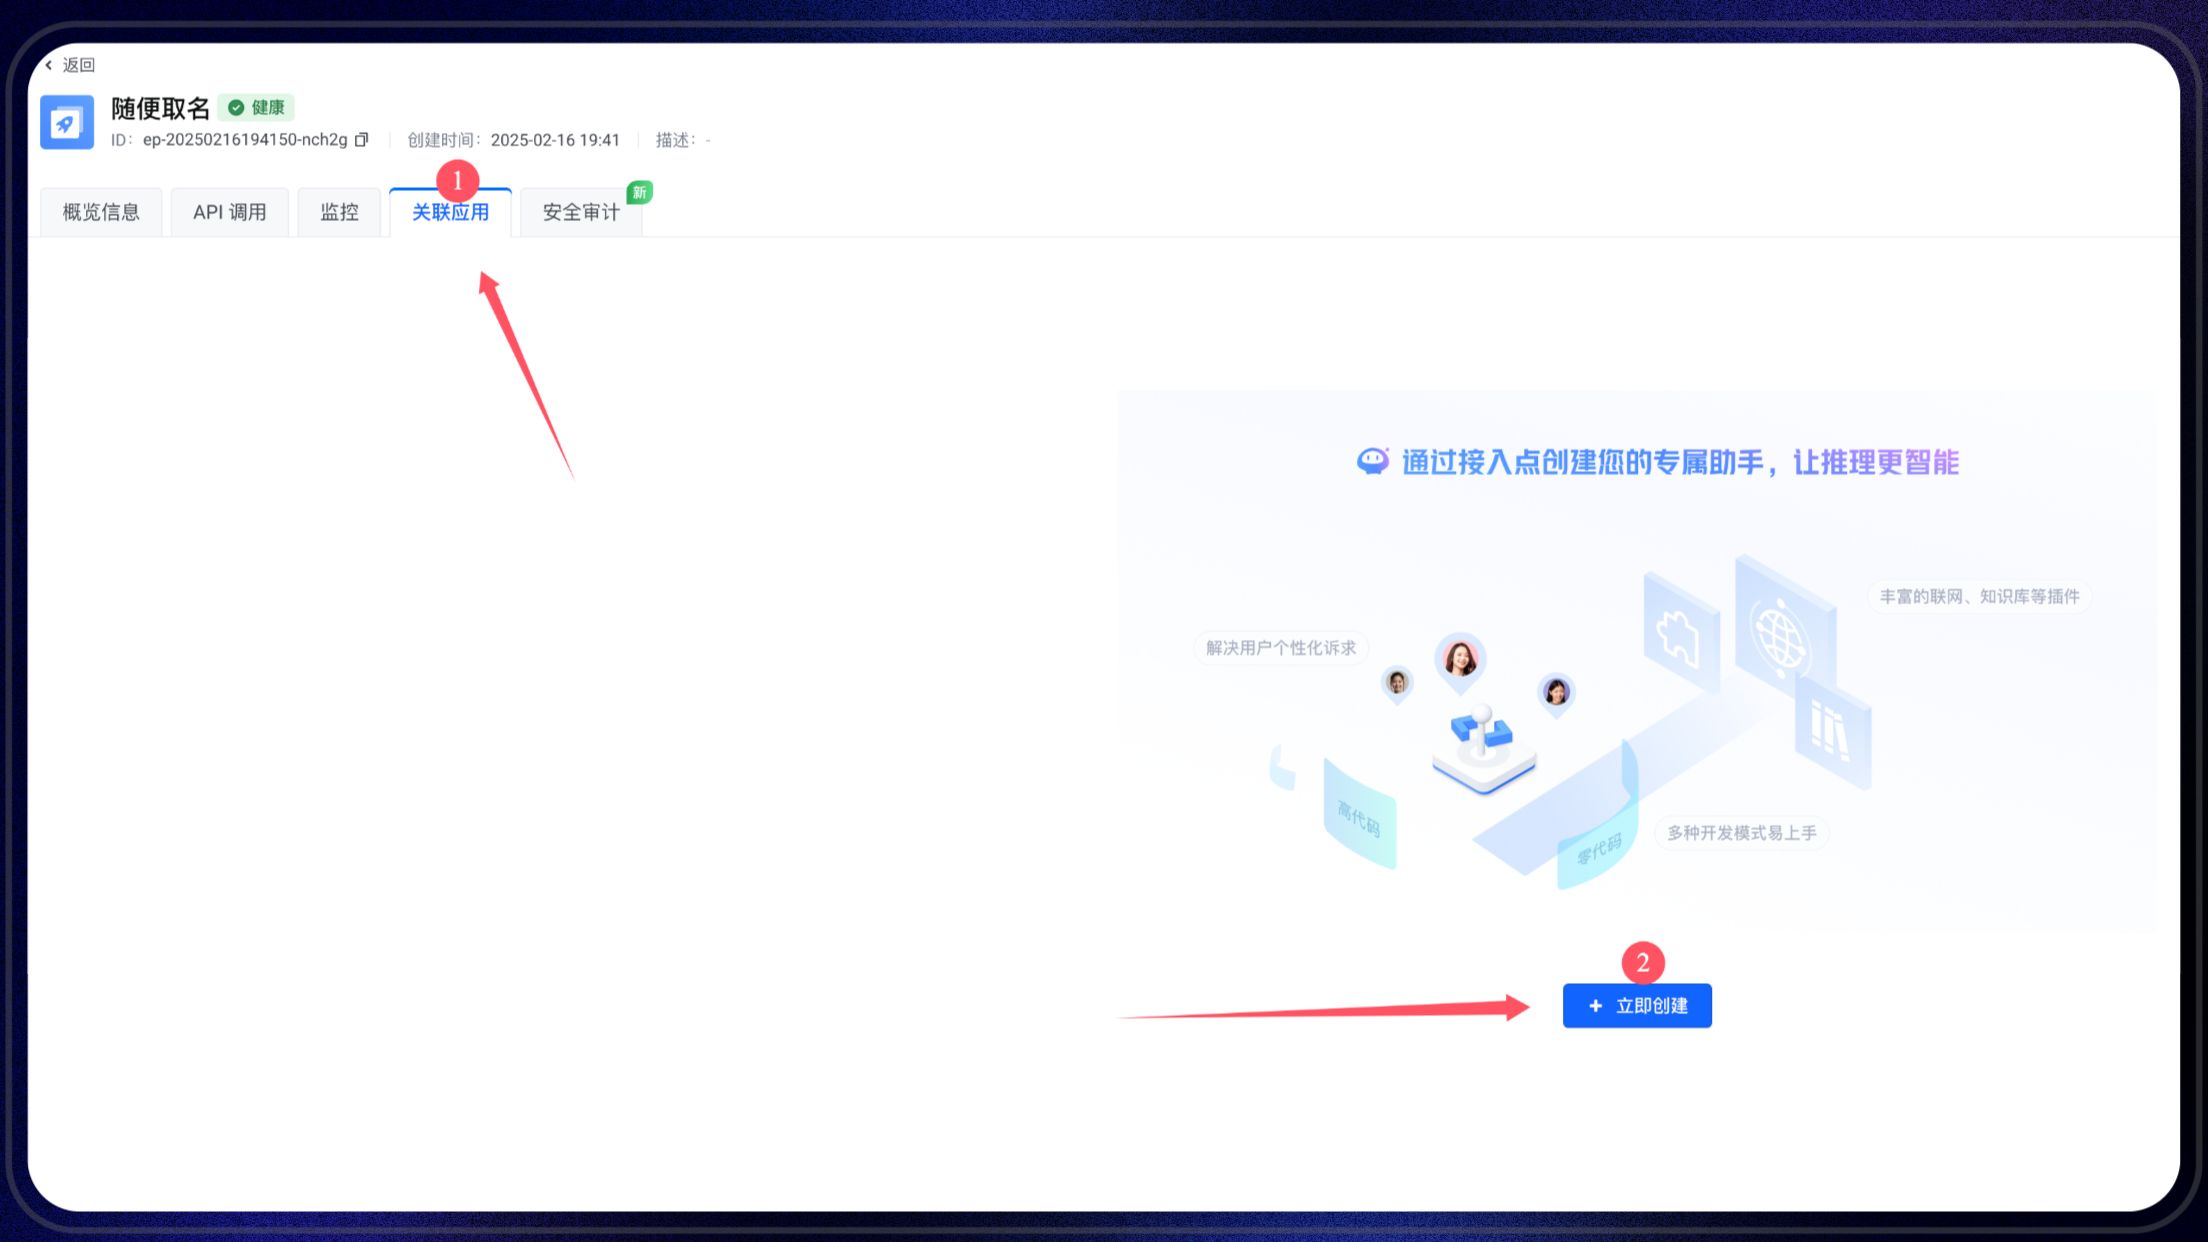 返回
随便取名 健康
ID: ep-20250216194150-nch2g 创建时间: 2025-02-16 19:41 描述: -
1
概览信息 API 调用 监控 关联应用 安全审计 新
通过接入点创建您的专属助手，让推理更智能
丰富的联网、知识库等插件
解决用户个性化诉求
高代码
零代码
多种开发模式易上手
2
+ 立即创建